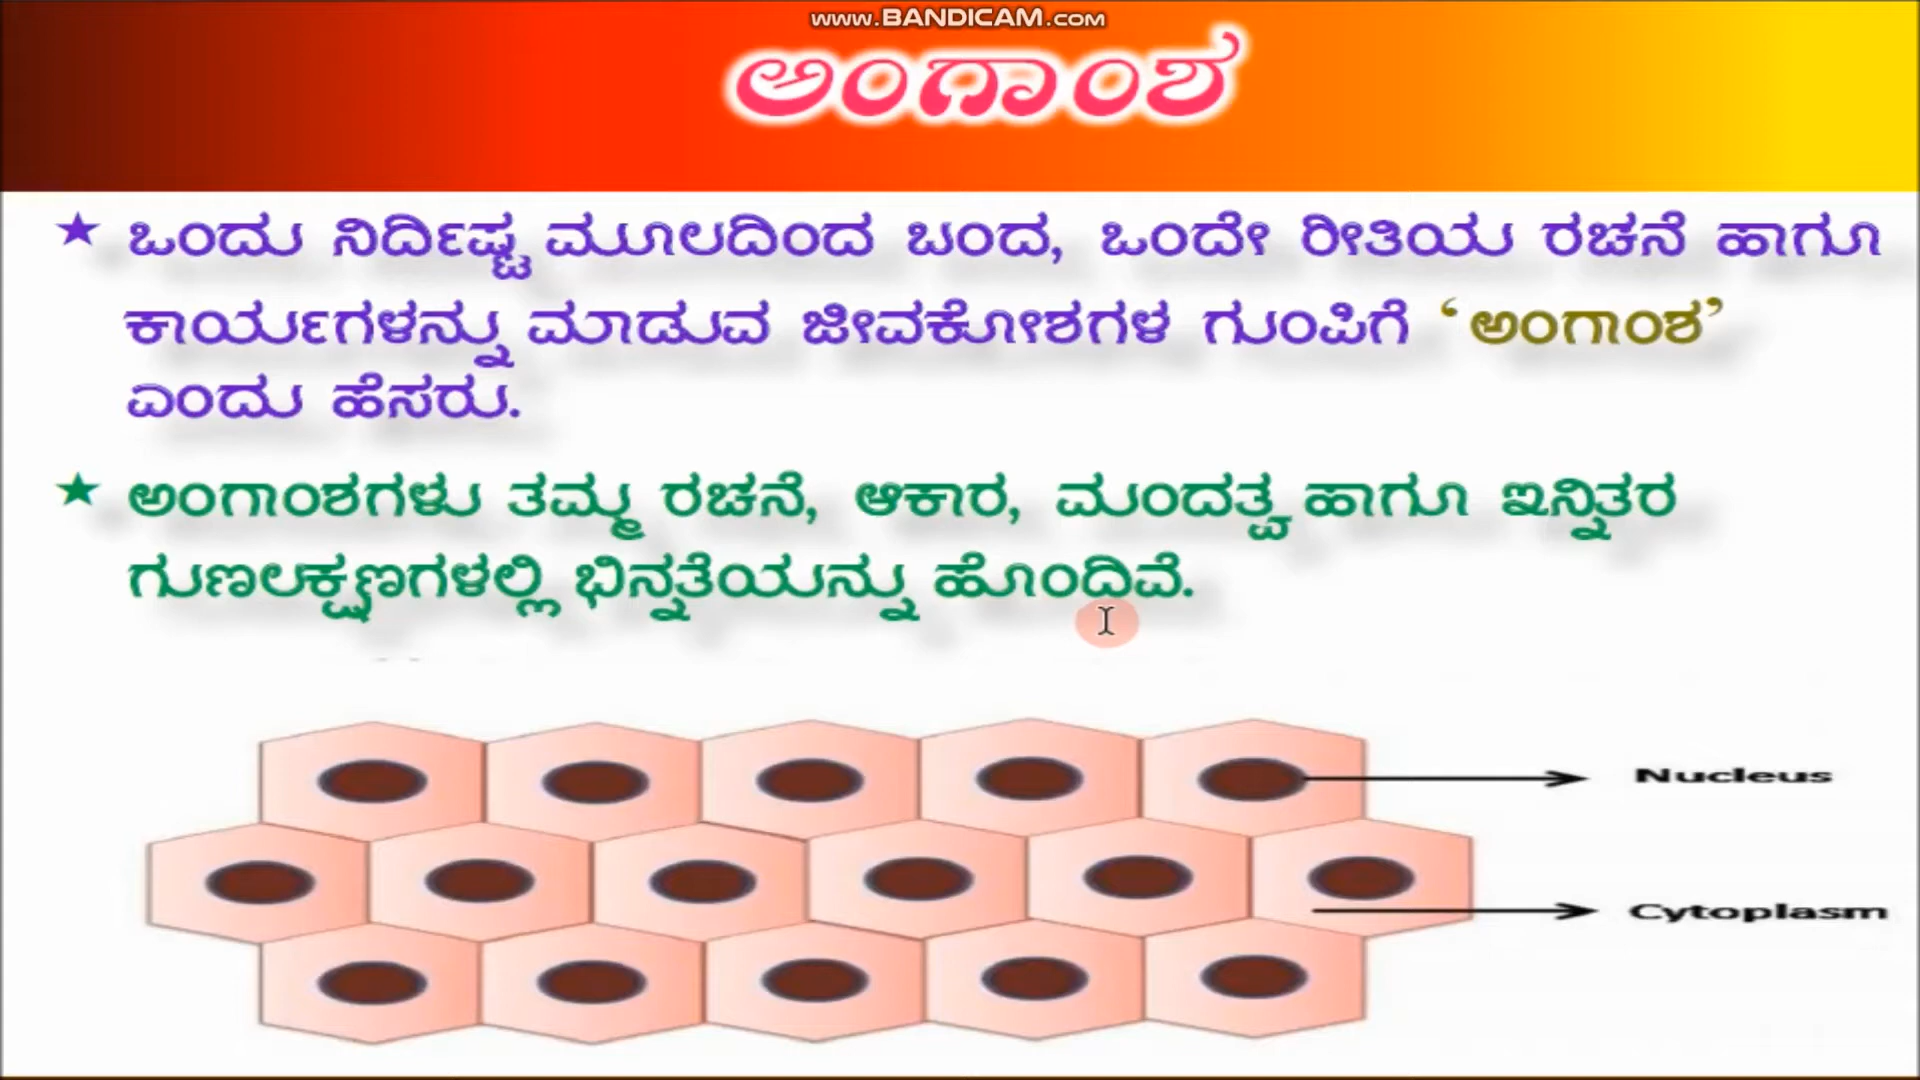 www.BANDICAM.com
ಅಂಗಾಂಶ
★ ಒಂದು ನಿರ್ದಿಷ್ಟ ಮೂಲದಿಂದ ಬಂದ, ಒಂದೇ ರೀತಿಯ ರಚನೆ ಹಾಗೂ
ಕಾರ್ಯಗಳನ್ನು ಮಾಡುವ ಜೀವಕೋಶಗಳ ಗುಂಪಿಗೆ ‘ಅಂಗಾಂಶ’
ಎಂದು ಹೆಸರು.
★ ಅಂಗಾಂಶಗಳು ತಮ್ಮ ರಚನೆ, ಆಕಾರ, ಮಂದತ್ವ ಹಾಗೂ ಇನ್ನಿತರ
ಗುಣಲಕ್ಷಣಗಳಲ್ಲಿ ಭಿನ್ನತೆಯನ್ನು ಹೊಂದಿವೆ.
Nucleus
Cytoplasm